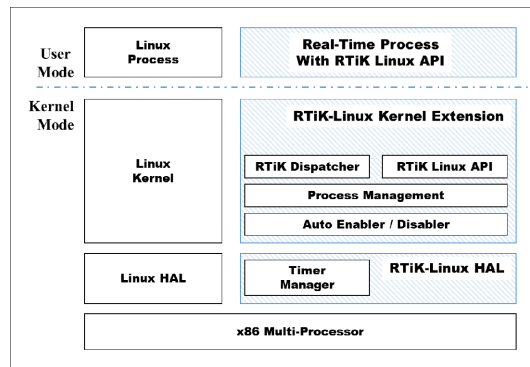 User
Mode
Linux
Process
Real-Time Process
With RTiK Linux API
Kernel
Mode
Linux
Kernel
RTiK-Linux Kernel Extension
RTiK Dispatcher
RTiK Linux API
Process Management
Auto Enabler / Disabler
Linux HAL
Timer
Manager
RTiK-Linux HAL
x86 Multi-Processor